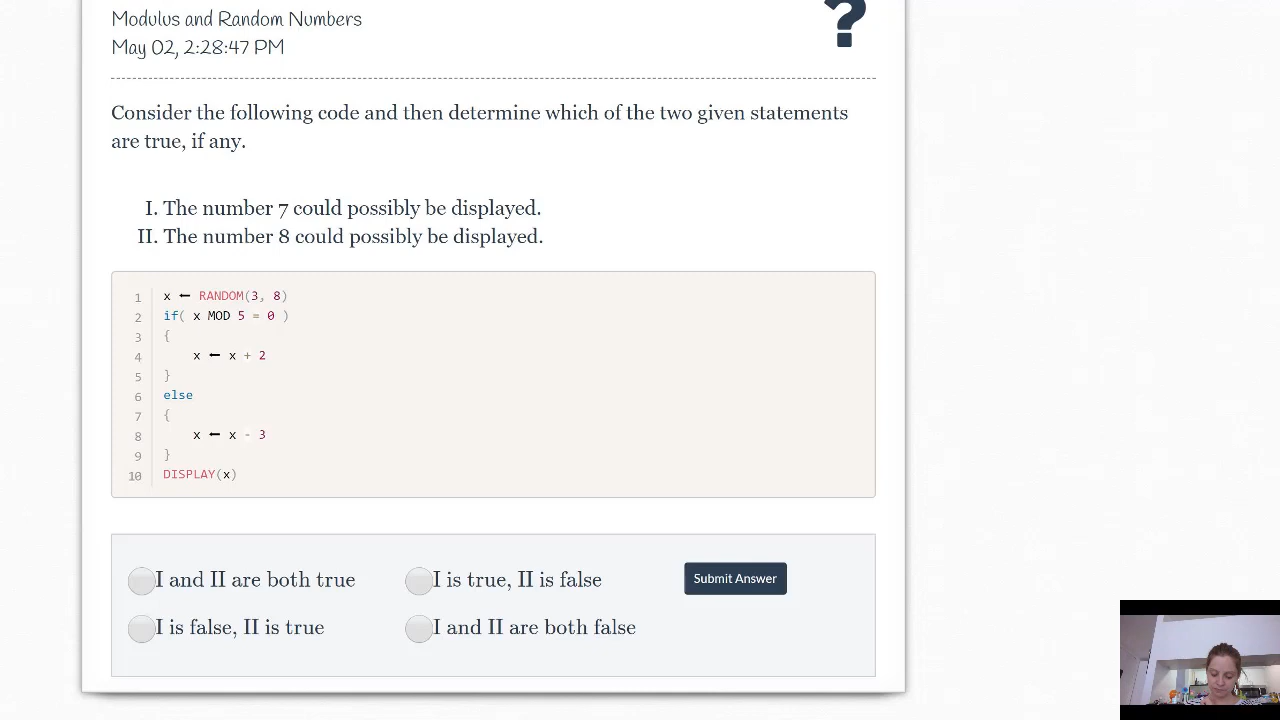 Modulus and Random Numbers
May 02, 2:28:47 PM
?
Consider the following code and then determine which of the two given statements
are true, if any.
I. The number 7 could possibly be displayed.
II. The number 8 could possibly be displayed.
1 x ← RANDOM(3, 8)
2 if( x MOD 5 = 0 )
3 {
4 x ← x + 2
5 }
6 else
7 {
8 x ← x - 3
9 }
10 DISPLAY(x)
I and II are both true
I is true, II is false
Submit Answer
I is false, II is true
I and II are both false